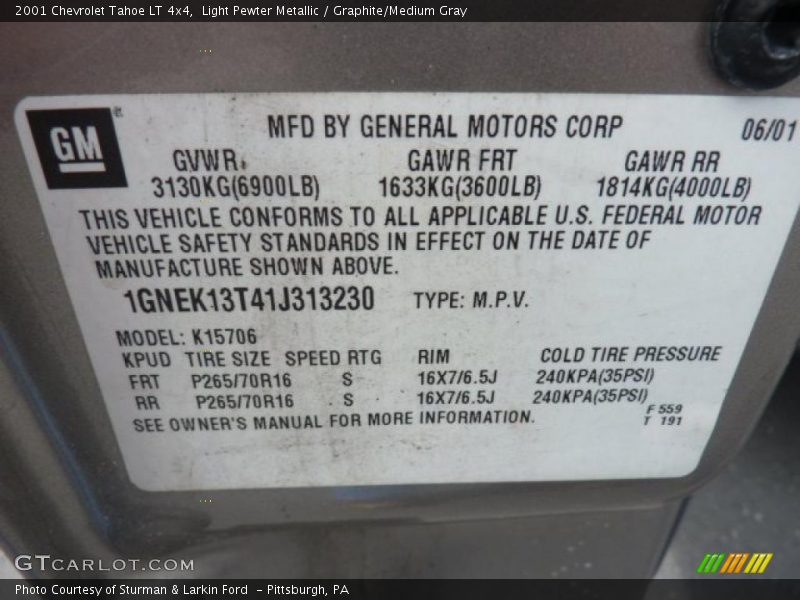 2001 Chevrolet Tahoe LT 4x4, Light Pewter Metallic / Graphite/Medium Gray
GM
MFD BY GENERAL MOTORS CORP 06/01
GVWR GAWR FRT GAWR RR
3130KG(6900LB) 1633KG(3600LB) 1814KG(4000LB)
THIS VEHICLE CONFORMS TO ALL APPLICABLE U.S. FEDERAL MOTOR
VEHICLE SAFETY STANDARDS IN EFFECT ON THE DATE OF
MANUFACTURE SHOWN ABOVE.
1GNEK13T41J313230 TYPE: M.P.V.
MODEL: K15706
KPUD TIRE SIZE SPEED RTG RIM COLD TIRE PRESSURE
FRT P265/70R16 S 16X7/6.5J 240KPA(35PSI)
RR P265/70R16 S 16X7/6.5J 240KPA(35PSI)
SEE OWNER'S MANUAL FOR MORE INFORMATION.
F 559
T 191
GTCARLOT.COM
Photo Courtesy of Sturman & Larkin Ford - Pittsburgh, PA